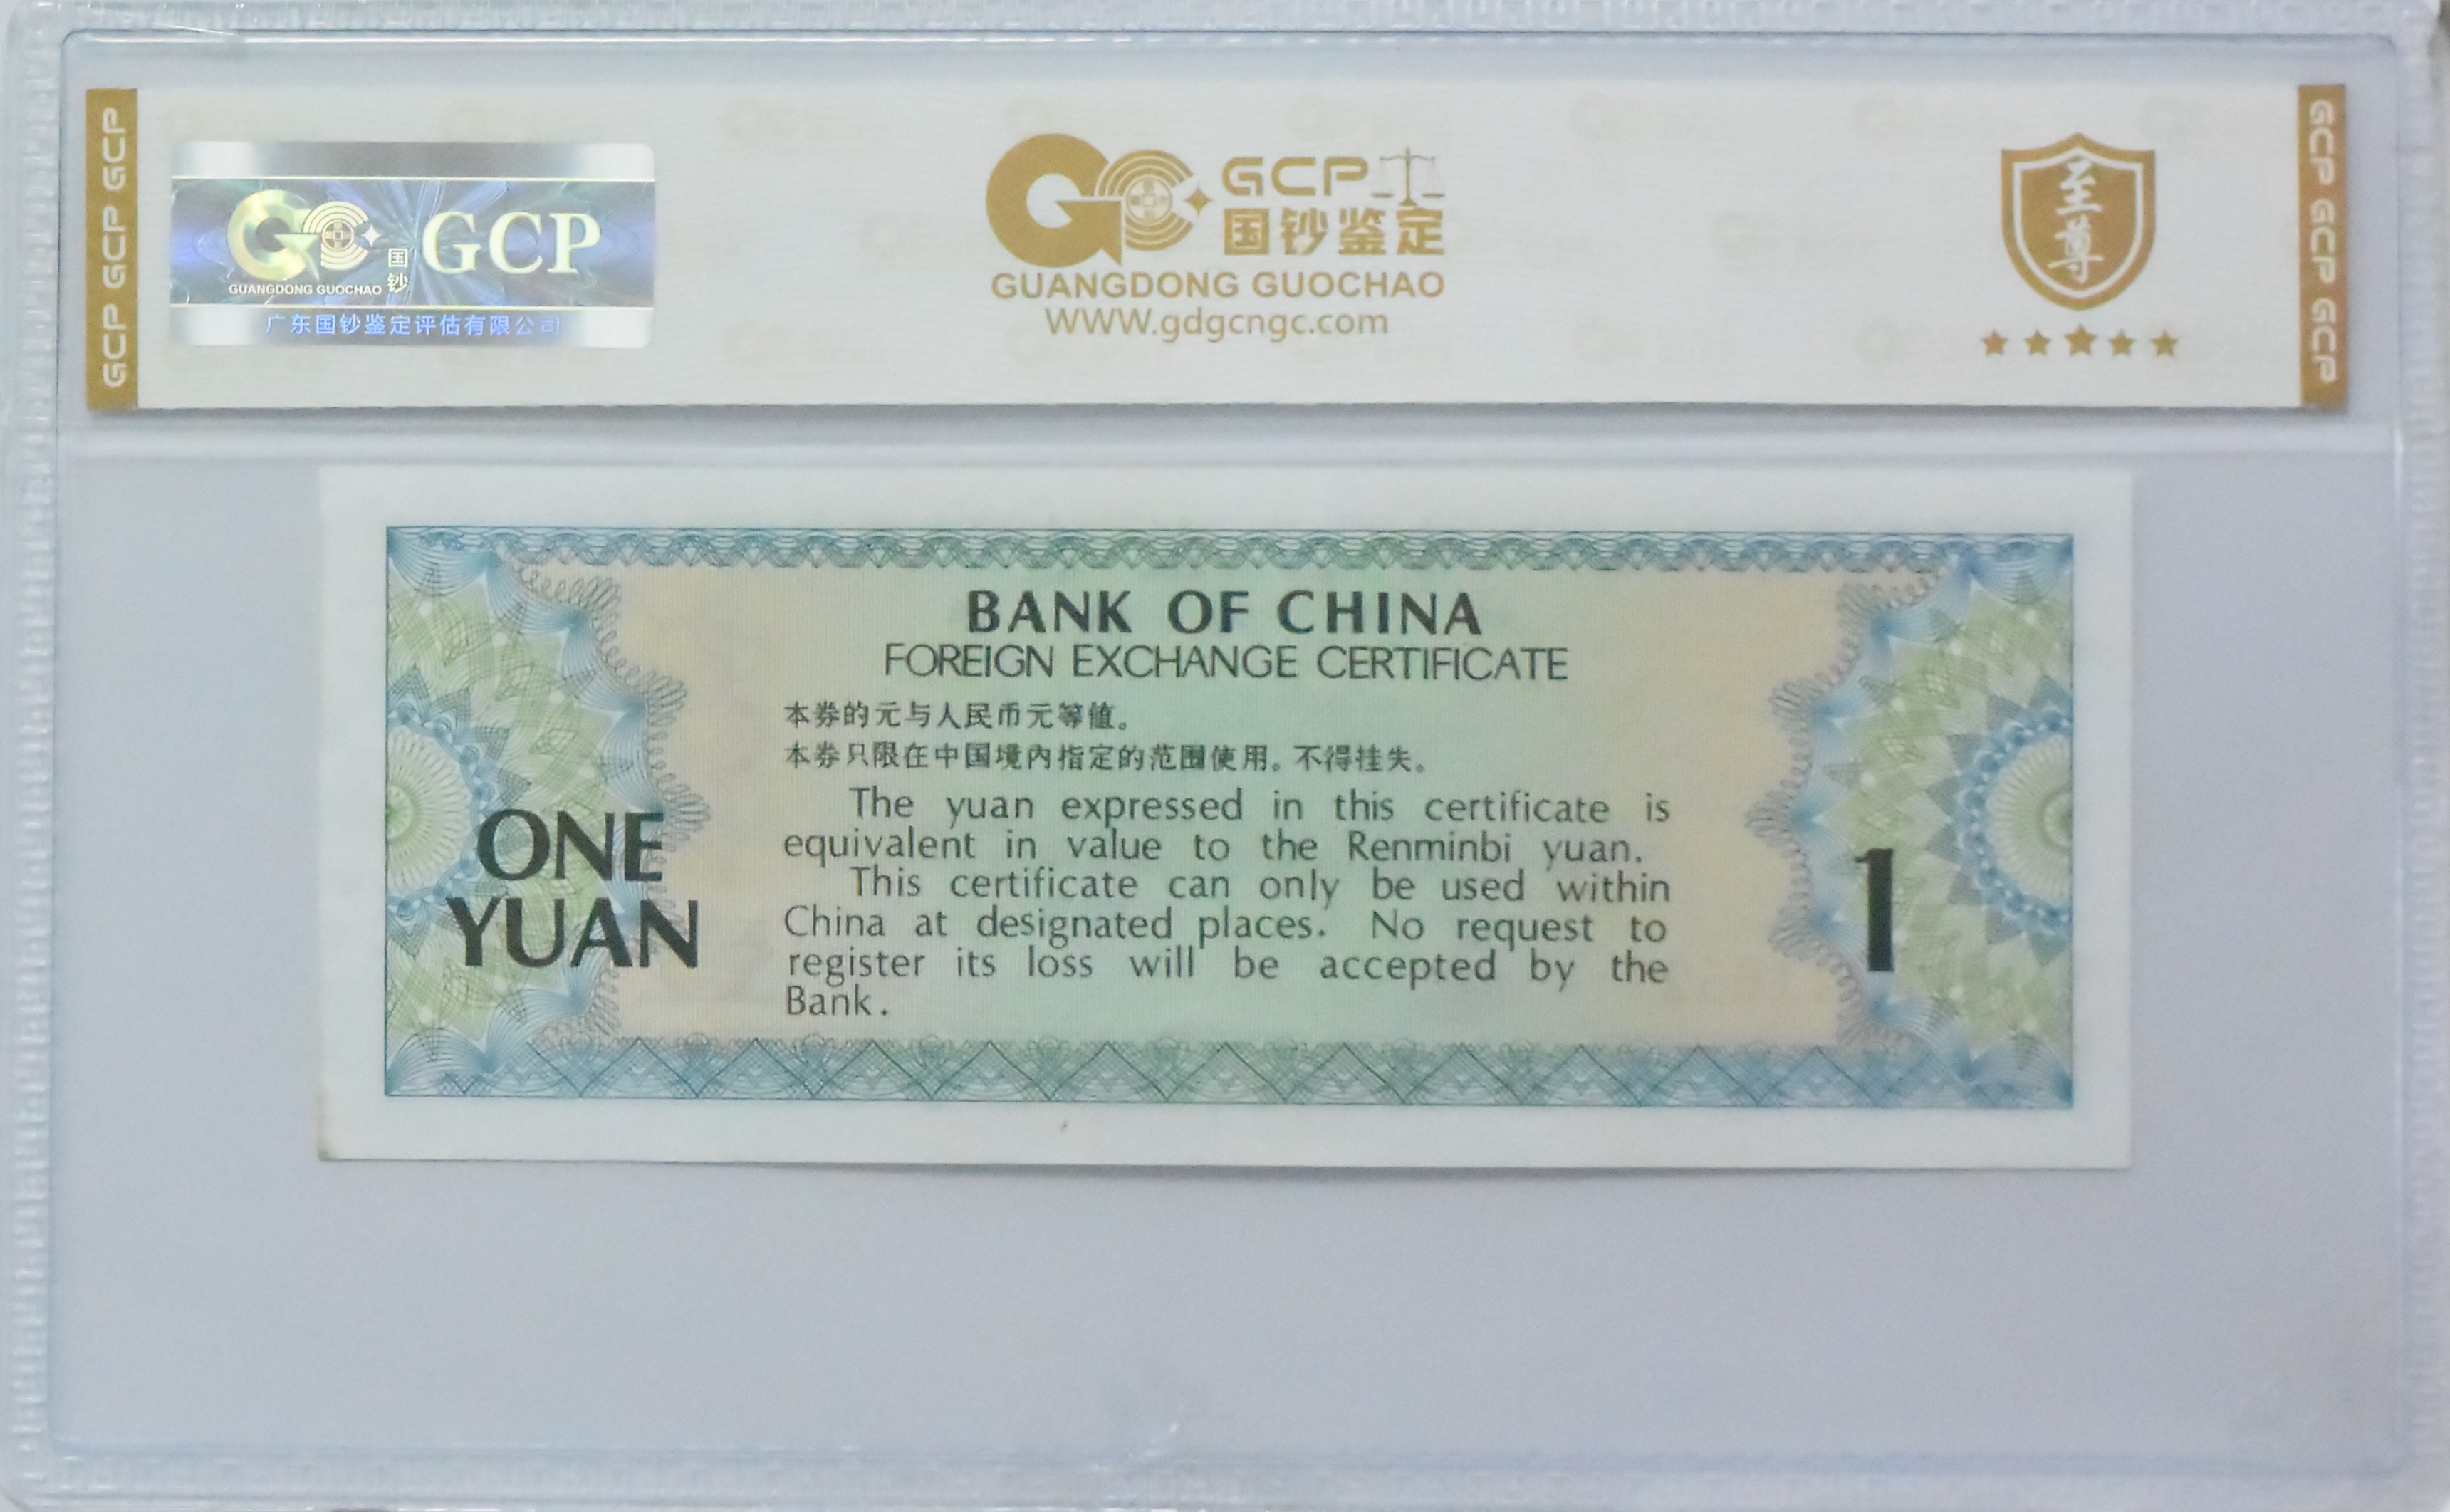 GCP GCP GCP
GCP
国钞
GUANGDONG GUOCHAO
广东国钞鉴定评估有限公司
GCP
国钞鉴定
GUANGDONG GUOCHAO
WWW.gdgcngc.com
至尊
GCP GCP GCP
BANK OF CHINA
FOREIGN EXCHANGE CERTIFICATE
本券的元与人民币元等值。
本券只限在中国境内指定的范围使用。不得挂失。
The yuan expressed in this certificate is
equivalent in value to the Renminbi yuan.
This certificate can only be used within
China at designated places. No request to
register its loss will be accepted by the
Bank.
ONE
YUAN
1